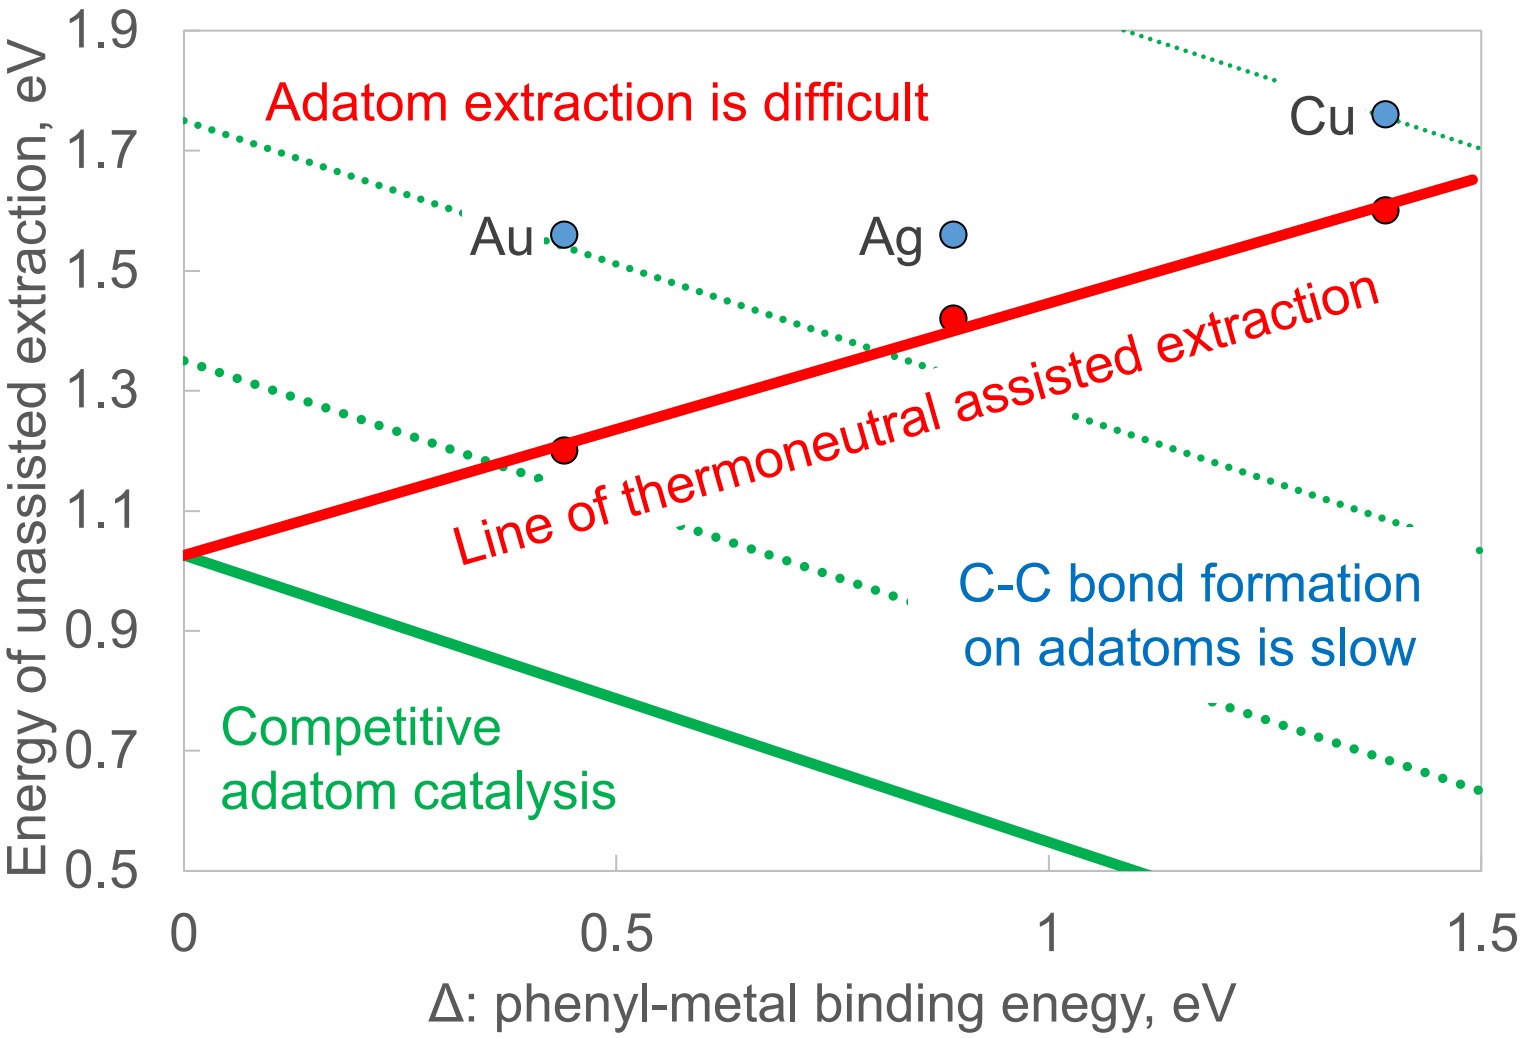 Energy of unassisted extraction, eV
1.9
1.7
1.5
1.3
1.1
0.9
0.7
0.5
Adatom extraction is difficult
Cu
Au
Ag
Line of thermoneutral assisted extraction
C-C bond formation
on adatoms is slow
Competitive
adatom catalysis
0
0.5
1
1.5
Δ: phenyl-metal binding enegy, eV